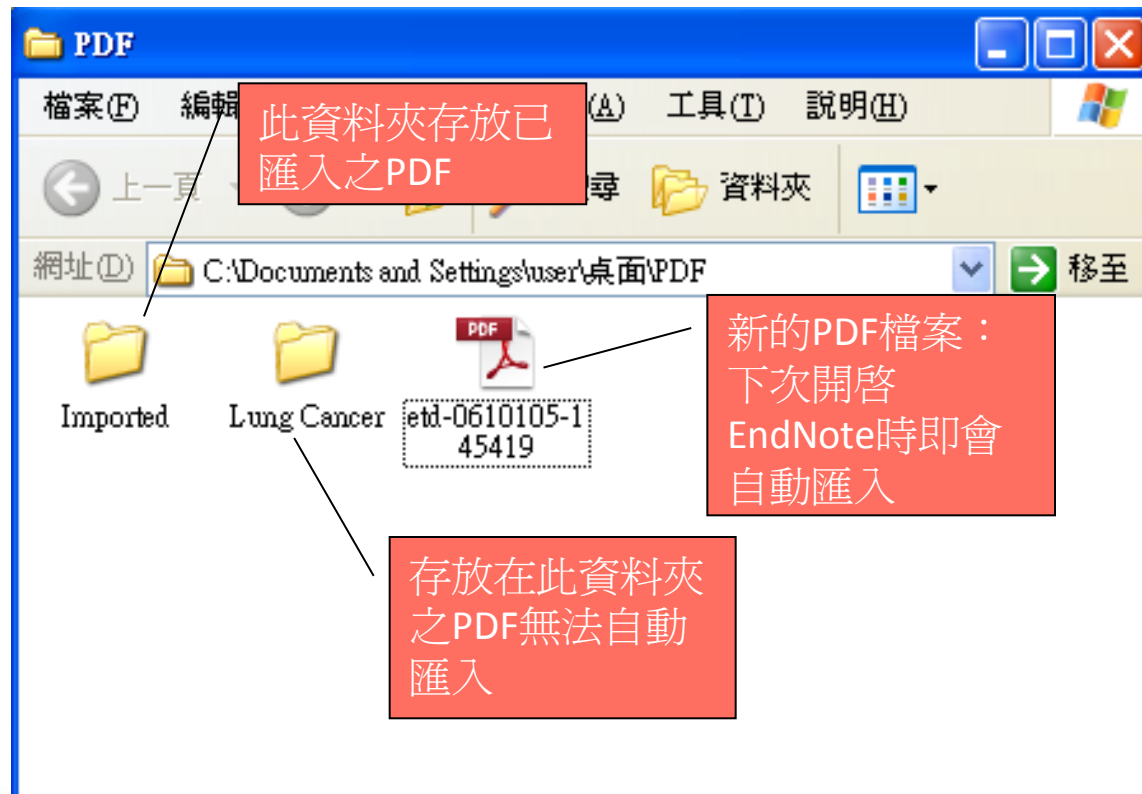 PDF
檔案(F) 編輯 (A) 工具(T) 説明(H)
此資料夾存放已
匯入之PDF
上一頁 尋 資料夾
網址(D) C:\Documents and Settings\user\桌面\PDF 移至
新的PDF檔案：
下次開啓
EndNote時即會
自動匯入
PDF
Imported Lung Cancer etd-0610105-1
45419
存放在此資料夾
之PDF無法自動
匯入